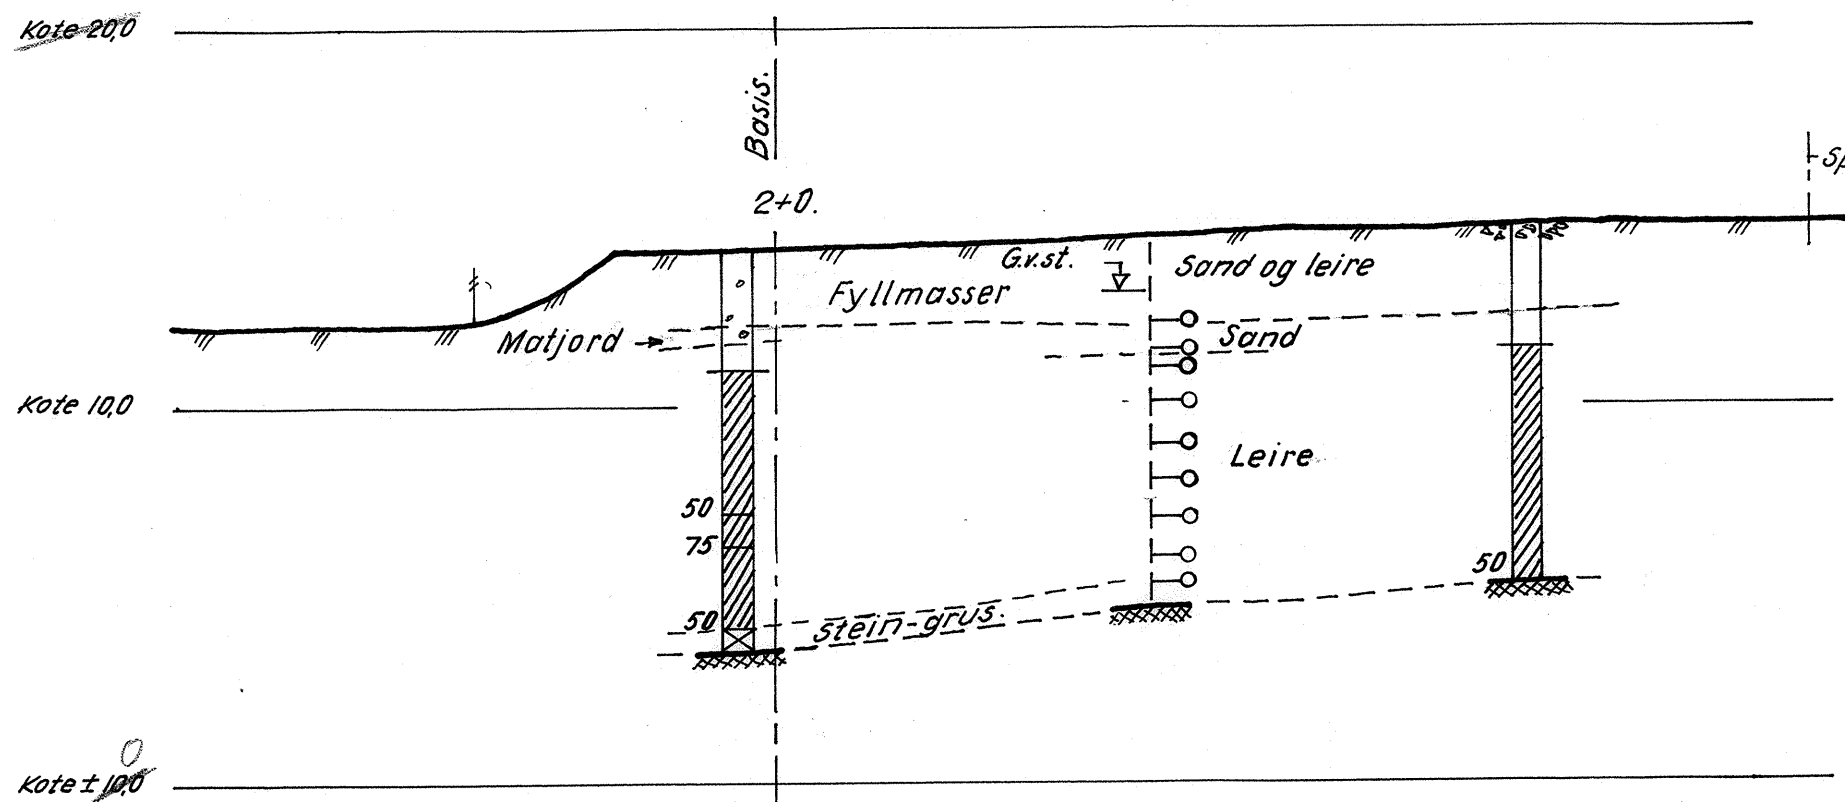 Kote 20,0
Basis.
2+0.
Sp
G.v.st.
Sand og leire
Fyllmasser
Matjord
Sand
Kote 10,0
Leire
50
75
50
50
stein-grus.
0
Kote ± 10,0